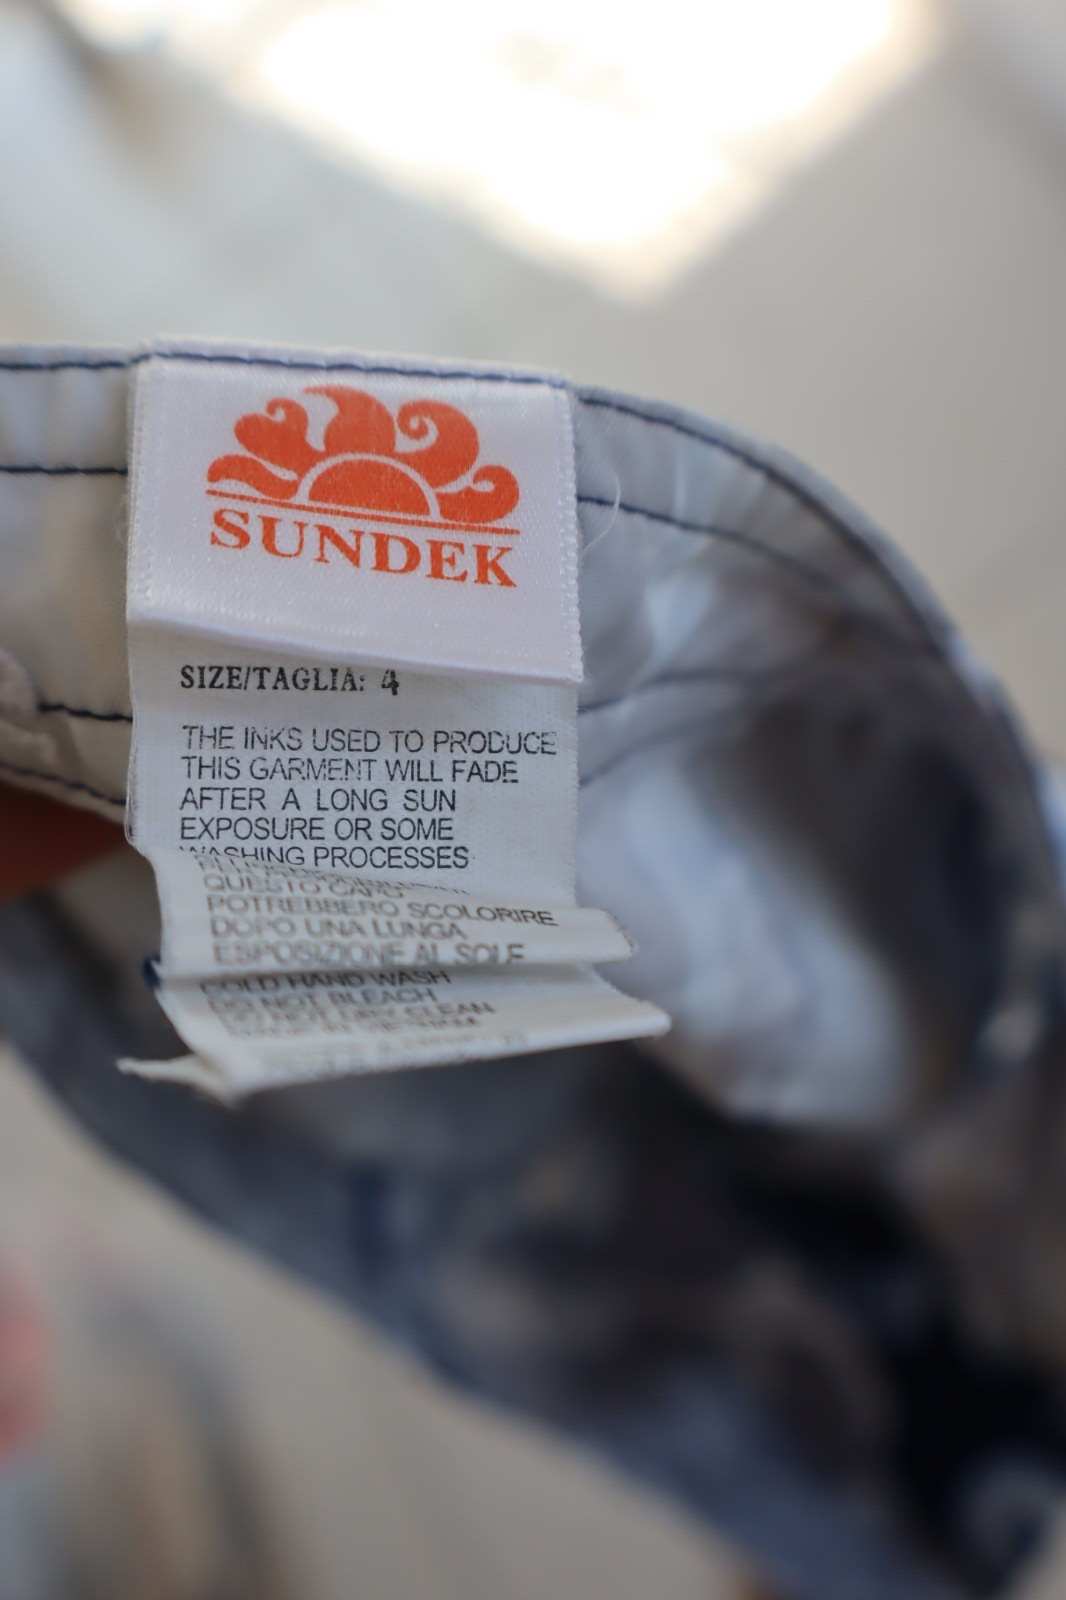 SUNDEK
SIZE/TAGLIA: 4
THE INKS USED TO PRODUCE
THIS GARMENT WILL FADE
AFTER A LONG SUN
EXPOSURE OR SOME
WASHING PROCESSES
QUESTO CAPO
POTREBBERO SCOLORIRE
DOPO UNA LUNGA
ESPOSIZIONE AL SOLE
COLD HAND WASH
DO NOT BLEACH
DO NOT DRY CLEAN